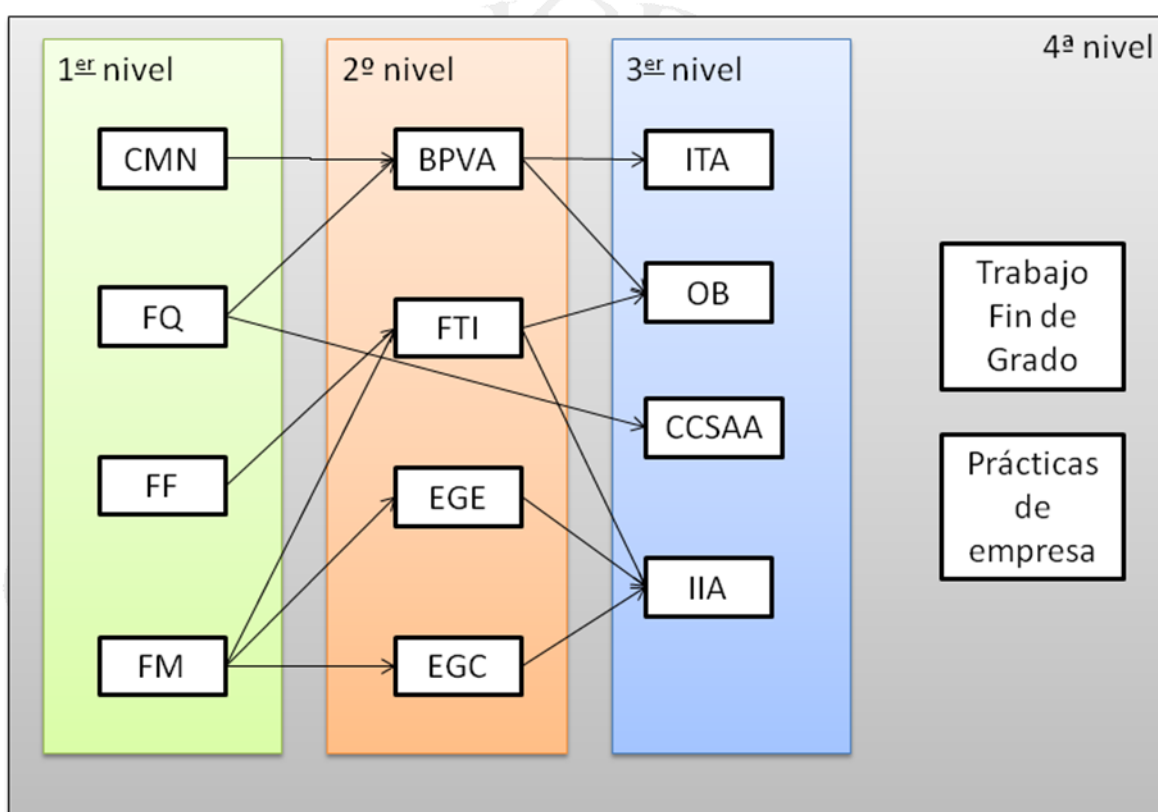 1er nivel
CMN
FQ
FF
FM
2º nivel
BPVA
FTI
EGE
EGC
3er nivel
ITA
OB
CCSAA
IIA
4ª nivel
Trabajo
Fin de
Grado
Prácticas
de
empresa